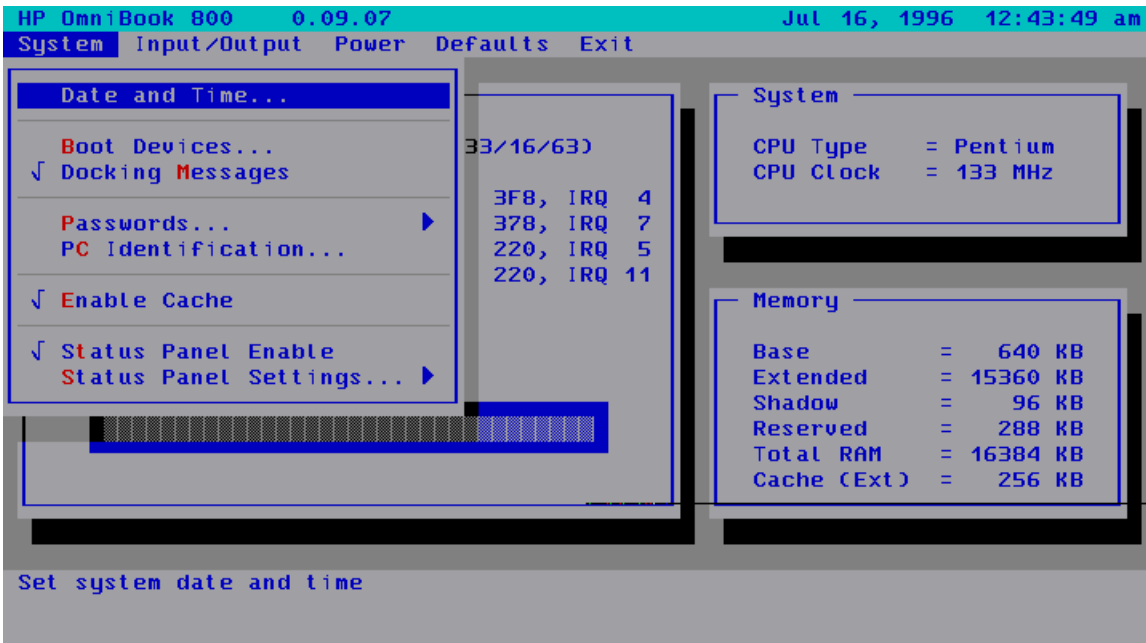 HP OmniBook 800 0.09.07 Jul 16, 1996 12:43:49 am
System Input/Output Power Defaults Exit
Date and Time...
Boot Devices...
√ Docking Messages
Passwords...
PC Identification...
√ Enable Cache
√ Status Panel Enable
Status Panel Settings...
33/16/63)
3F8, IRQ 4
378, IRQ 7
220, IRQ 5
220, IRQ 11
System
CPU Type = Pentium
CPU Clock = 133 MHz
Memory
Base = 640 KB
Extended = 15360 KB
Shadow = 96 KB
Reserved = 288 KB
Total RAM = 16384 KB
Cache (Ext) = 256 KB
Set system date and time